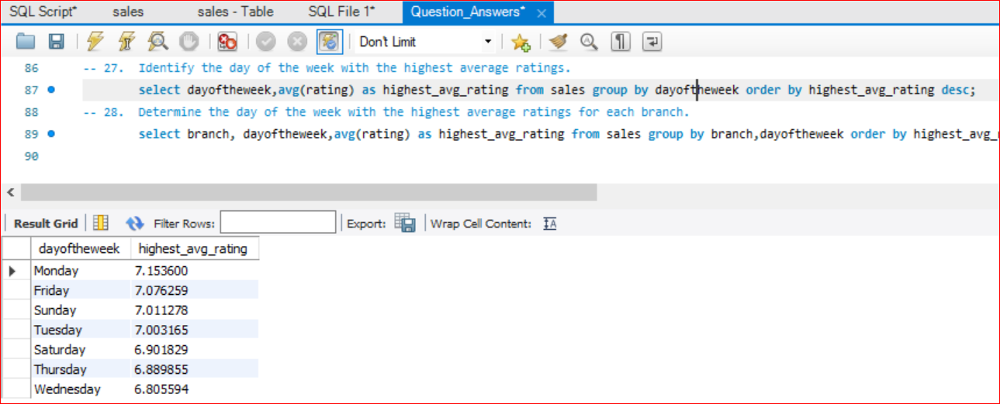 SQL Script* sales sales - Table SQL File 1* Question_Answers*
Don't Limit
86 -- 27. Identify the day of the week with the highest average ratings.
87 select dayoftheweek,avg(rating) as highest_avg_rating from sales group by dayoftheweek order by highest_avg_rating desc;
88 -- 28. Determine the day of the week with the highest average ratings for each branch.
89 select branch, dayoftheweek,avg(rating) as highest_avg_rating from sales group by branch,dayoftheweek order by highest_avg_
90
Result Grid Filter Rows: Export: Wrap Cell Content:
dayoftheweek highest_avg_rating
Monday 7.153600
Friday 7.076259
Sunday 7.011278
Tuesday 7.003165
Saturday 6.901829
Thursday 6.889855
Wednesday 6.805594